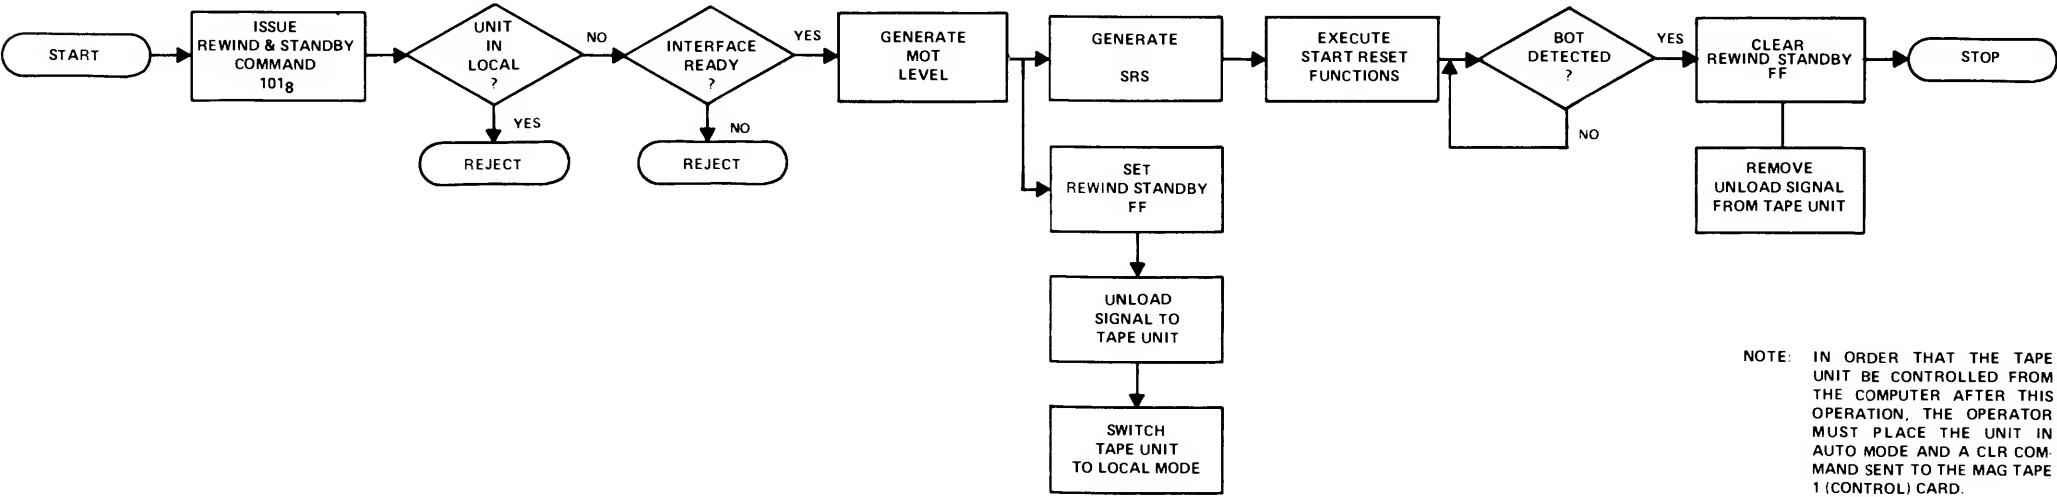 START
ISSUE
REWIND & STANDBY
COMMAND
101₈
UNIT
IN
LOCAL
?
NO
YES
REJECT
INTERFACE
READY
?
YES
NO
REJECT
GENERATE
MOT
LEVEL
GENERATE
SRS
SET
REWIND STANDBY
FF
UNLOAD
SIGNAL TO
TAPE UNIT
SWITCH
TAPE UNIT
TO LOCAL MODE
EXECUTE
START RESET
FUNCTIONS
BOT
DETECTED
?
YES
NO
CLEAR
REWIND STANDBY
FF
REMOVE
UNLOAD SIGNAL
FROM TAPE UNIT
STOP
NOTE: IN ORDER THAT THE TAPE
UNIT BE CONTROLLED FROM
THE COMPUTER AFTER THIS
OPERATION, THE OPERATOR
MUST PLACE THE UNIT IN
AUTO MODE AND A CLR COM-
MAND SENT TO THE MAG TAPE
1 (CONTROL) CARD.